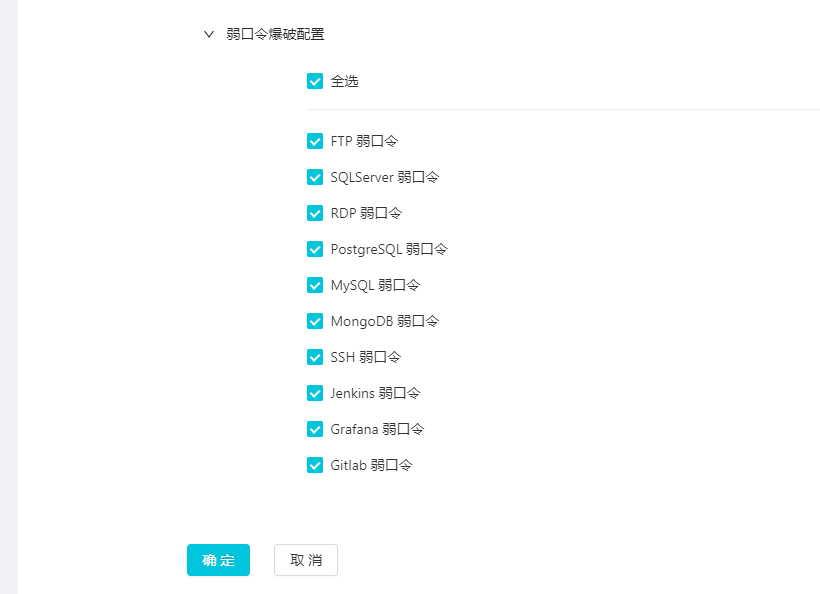 弱口令爆破配置
全选
FTP 弱口令
SQLServer 弱口令
RDP 弱口令
PostgreSQL 弱口令
MySQL 弱口令
MongoDB 弱口令
SSH 弱口令
Jenkins 弱口令
Grafana 弱口令
Gitlab 弱口令
确 定 取 消